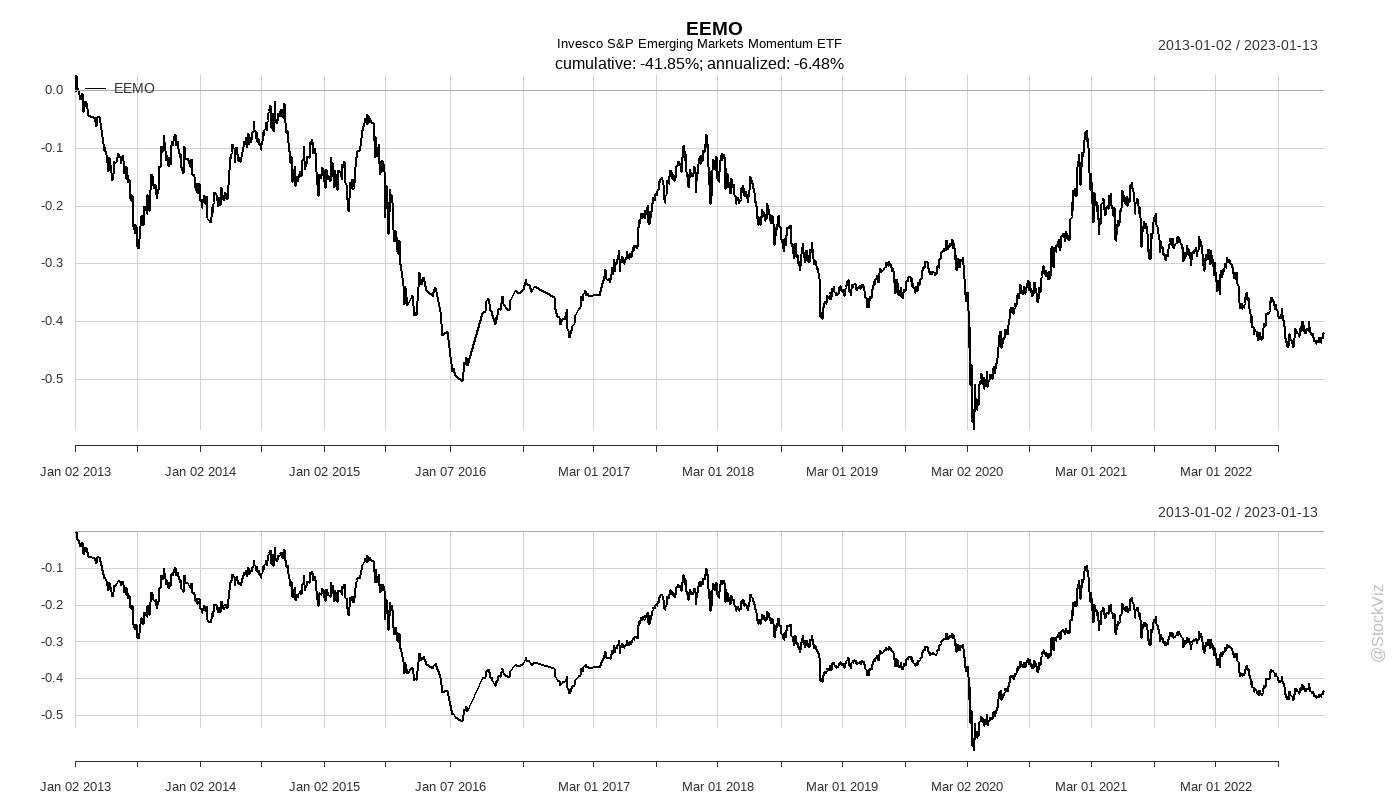 EEMO
Invesco S&P Emerging Markets Momentum ETF
cumulative: -41.85%; annualized: -6.48%
2013-01-02 / 2023-01-13
EEMO
0.0
-0.1
-0.2
-0.3
-0.4
-0.5
Jan 02 2013 Jan 02 2014 Jan 02 2015 Jan 07 2016 Mar 01 2017 Mar 01 2018 Mar 01 2019 Mar 02 2020 Mar 01 2021 Mar 01 2022
2013-01-02 / 2023-01-13
-0.1
-0.2
-0.3
-0.4
-0.5
Jan 02 2013 Jan 02 2014 Jan 02 2015 Jan 07 2016 Mar 01 2017 Mar 01 2018 Mar 01 2019 Mar 02 2020 Mar 01 2021 Mar 01 2022
@StockViz